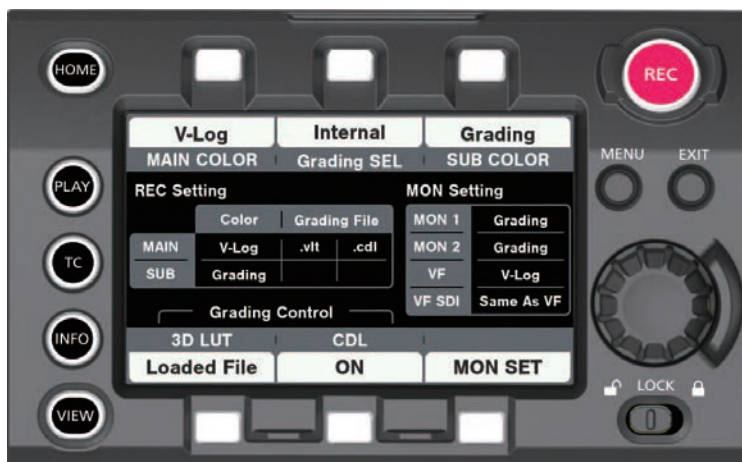 HOME
REC
V-Log Internal Grading
MAIN COLOR Grading SEL SUB COLOR
MENU EXIT
PLAY
REC Setting MON Setting
Color Grading File MON 1 Grading
MAIN V-Log .vlt .cdl MON 2 Grading
TC
SUB Grading VF V-Log
VF SDI Same As VF
Grading Control
INFO
3D LUT CDL
Loaded File ON MON SET
LOCK
VIEW